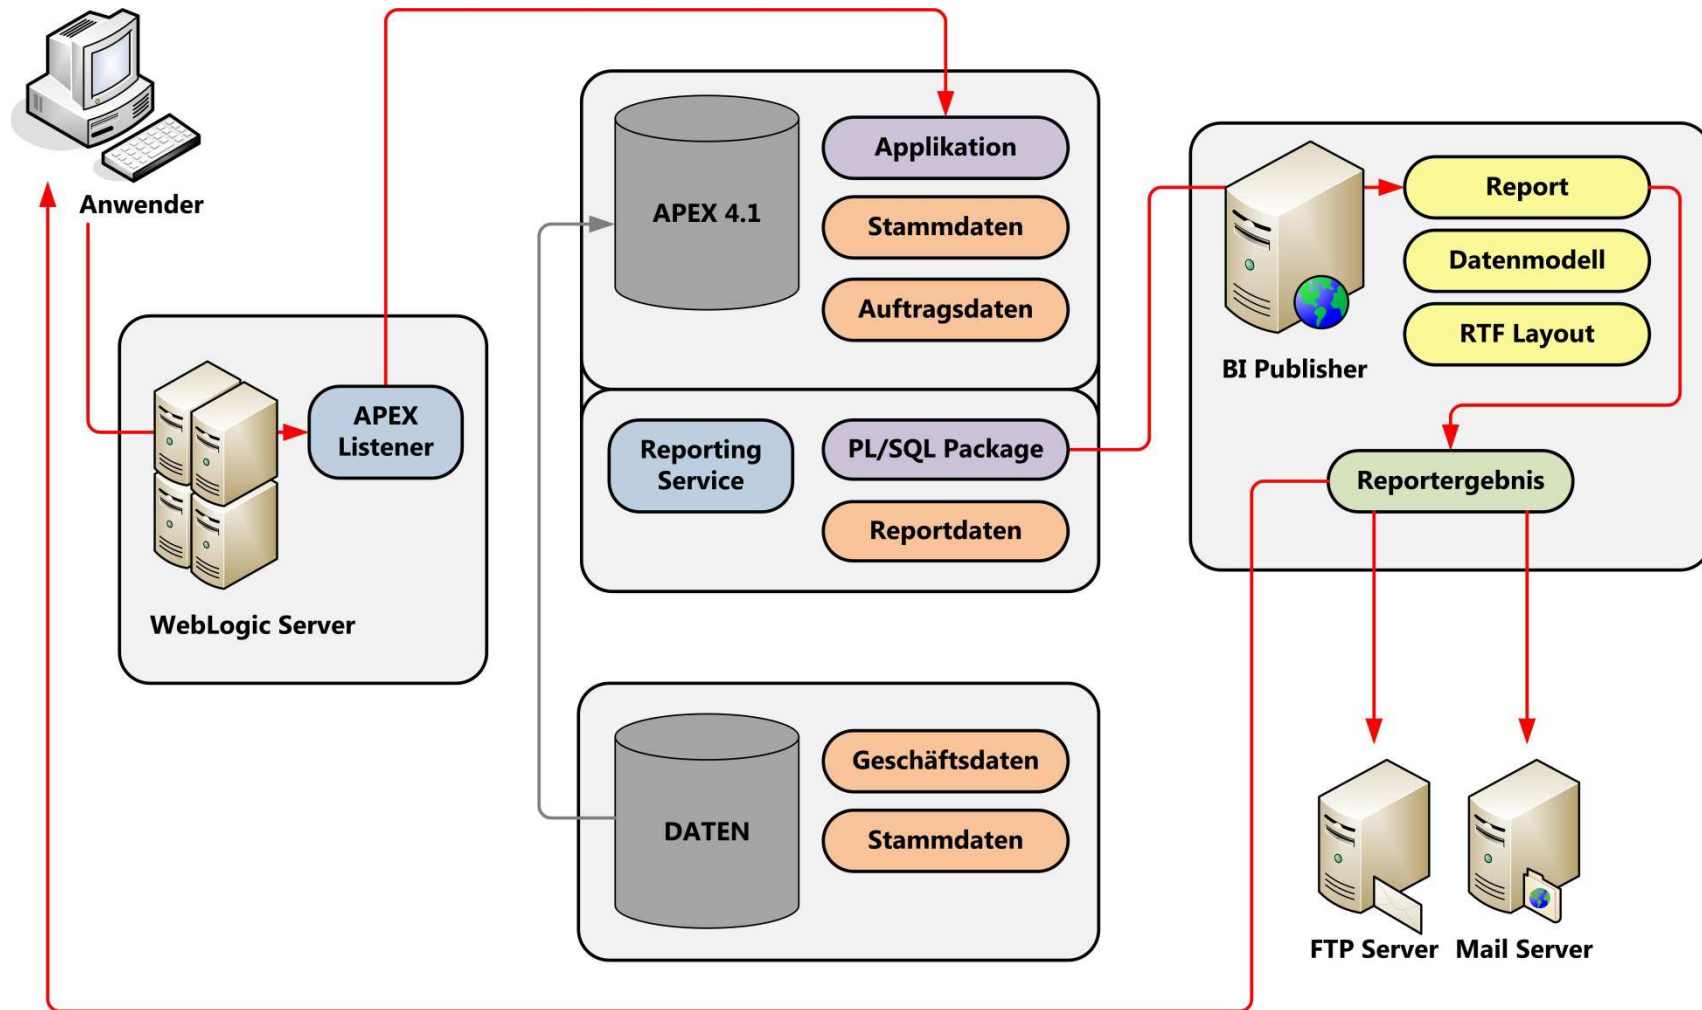 Anwender
WebLogic Server
APEX
Listener
APEX 4.1
Applikation
Stammdaten
Auftragsdaten
Reporting
Service
PL/SQL Package
Reportdaten
DATEN
Geschäftsdaten
Stammdaten
BI Publisher
Report
Datenmodell
RTF Layout
Reportergebnis
FTP Server
Mail Server